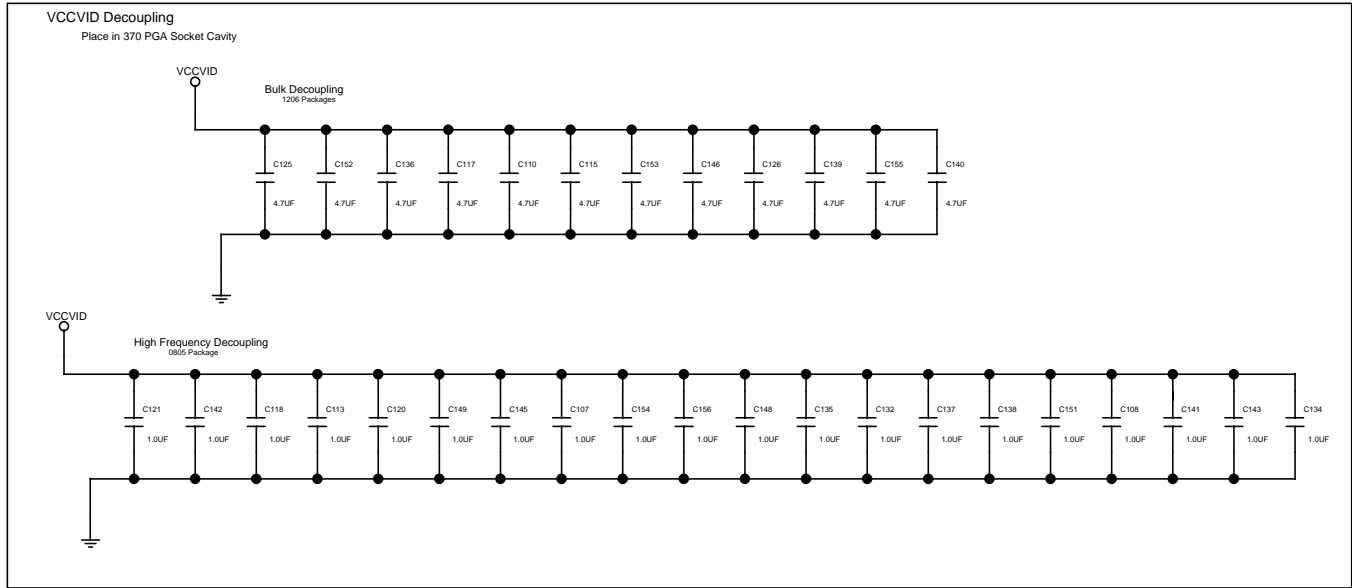 VCCVID Decoupling
Place in 370 PGA Socket Cavity
VCCVID
Bulk Decoupling
1206 Packages
C125 C152 C136 C117 C110 C115 C153 C146 C126 C139 C155 C140
4.7UF 4.7UF 4.7UF 4.7UF 4.7UF 4.7UF 4.7UF 4.7UF 4.7UF 4.7UF 4.7UF 4.7UF
VCCVID
High Frequency Decoupling
0805 Package
C121 C142 C118 C113 C120 C149 C145 C107 C154 C156 C148 C135 C132 C137 C138 C151 C108 C141 C143 C134
1.0UF 1.0UF 1.0UF 1.0UF 1.0UF 1.0UF 1.0UF 1.0UF 1.0UF 1.0UF 1.0UF 1.0UF 1.0UF 1.0UF 1.0UF 1.0UF 1.0UF 1.0UF 1.0UF 1.0UF